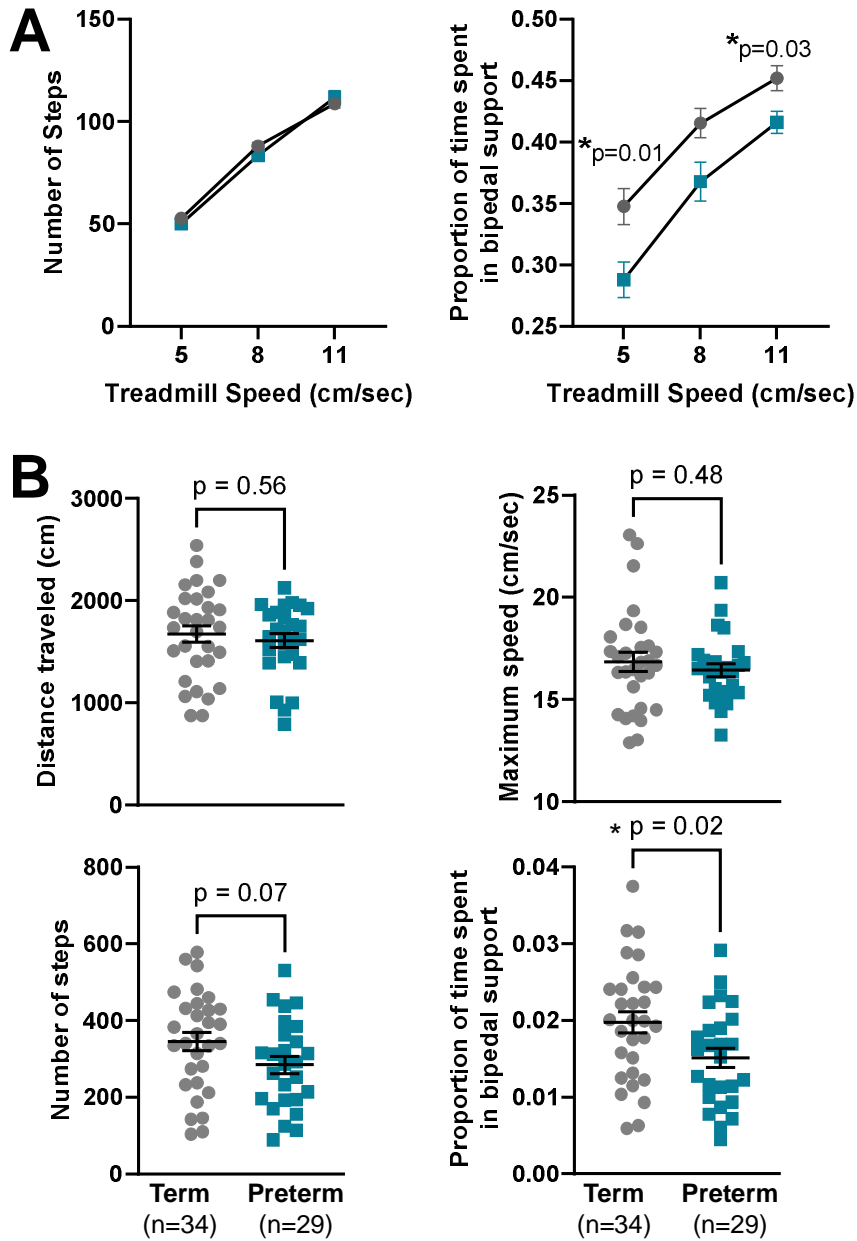 A
Number of Steps
150
100
50
0
5 8 11
Treadmill Speed (cm/sec)
Proportion of time spent
in bipedal support
0.50
0.45
0.40
0.35
0.30
0.25
*p=0.01
*p=0.03
5 8 11
Treadmill Speed (cm/sec)
B
Distance traveled (cm)
3000
2000
1000
0
p = 0.56
Maximum speed (cm/sec)
25
20
15
10
p = 0.48
Number of steps
800
600
400
200
0
p = 0.07
Term Preterm
(n=34) (n=29)
Proportion of time spent
in bipedal support
0.04
0.03
0.02
0.01
0.00
* p = 0.02
Term Preterm
(n=34) (n=29)